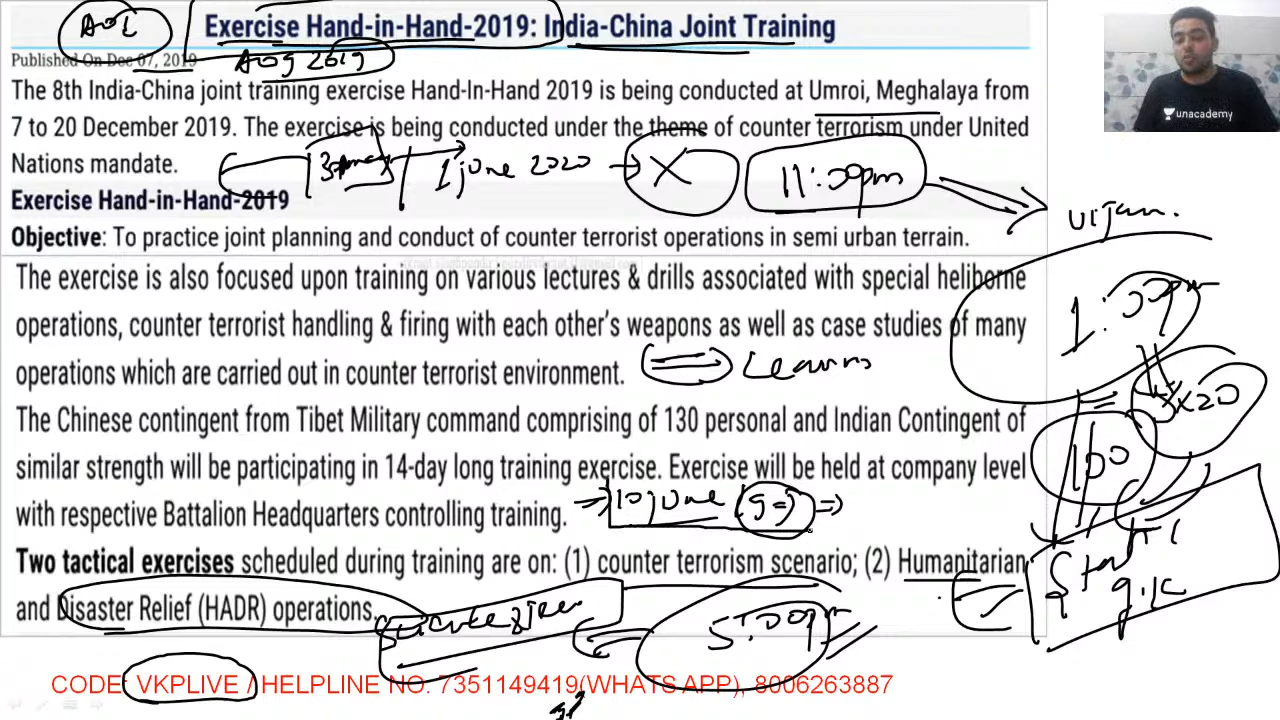 AOL
Exercise Hand-in-Hand-2019: India-China Joint Training
Published On Dec 07, 2019
2019
unacademy
The 8th India-China joint training exercise Hand-In-Hand 2019 is being conducted at Umroi, Meghalaya from
7 to 20 December 2019. The exercise is being conducted under the theme of counter terrorism under United
Nations mandate.
1 June 2020
X
11:00pm
Exercise Hand-in-Hand-2019
Objective: To practice joint planning and conduct of counter terrorist operations in semi urban terrain.
The exercise is also focused upon training on various lectures & drills associated with special heliborne
operations, counter terrorist handling & firing with each other's weapons as well as case studies of many
operations which are carried out in counter terrorist environment.
1:00pm
x20
100
The Chinese contingent from Tibet Military command comprising of 130 personal and Indian Contingent of
similar strength will be participating in 14-day long training exercise. Exercise will be held at company level
with respective Battalion Headquarters controlling training.
10 June
Two tactical exercises scheduled during training are on: (1) counter terrorism scenario; (2) Humanitarian
and Disaster Relief (HADR) operations.
5:00pm
g.k
CODE: VKPLIVE / HELPLINE NO. 7351149419(WHATS APP), 8006263887